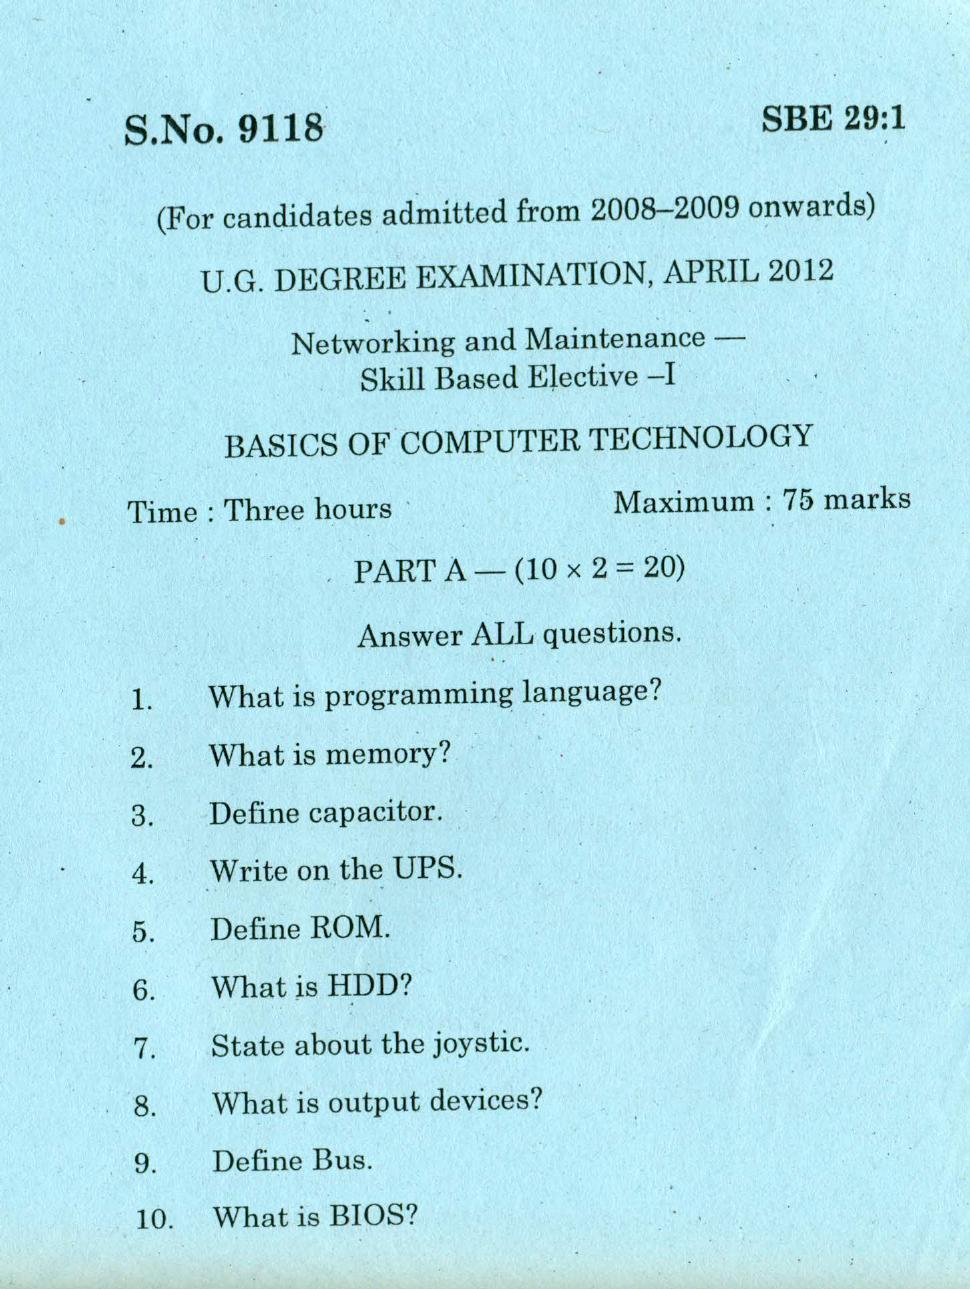 S.No. 9118 SBE 29:1
(For candidates admitted from 2008–2009 onwards)
U.G. DEGREE EXAMINATION, APRIL 2012
Networking and Maintenance —
Skill Based Elective –I
BASICS OF COMPUTER TECHNOLOGY
Time : Three hours Maximum : 75 marks
PART A — (10 × 2 = 20)
Answer ALL questions.
1. What is programming language?
2. What is memory?
3. Define capacitor.
4. Write on the UPS.
5. Define ROM.
6. What is HDD?
7. State about the joystic.
8. What is output devices?
9. Define Bus.
10. What is BIOS?